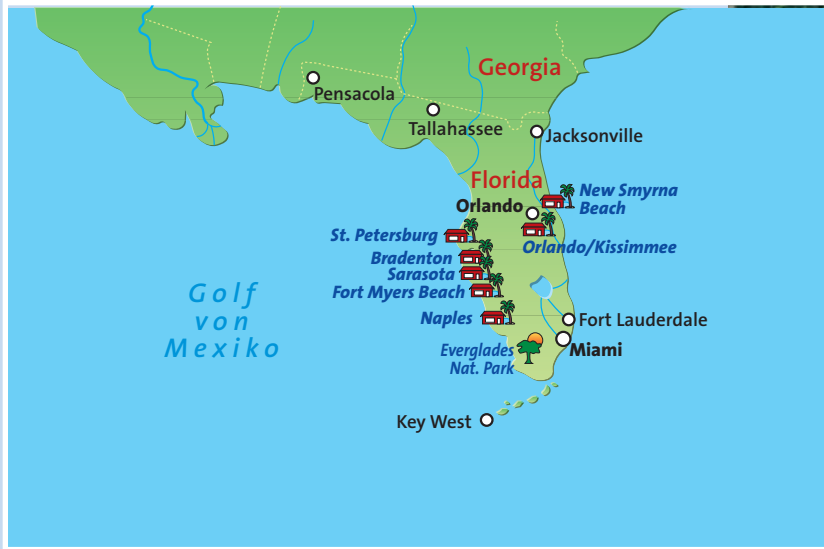 Georgia
Pensacola
Tallahassee
Jacksonville
Florida
New Smyrna
Beach
Orlando
St. Petersburg
Orlando/Kissimmee
Bradenton
Sarasota
Fort Myers Beach
Golf
von
Mexiko
Naples
Fort Lauderdale
Miami
Everglades
Nat. Park
Key West